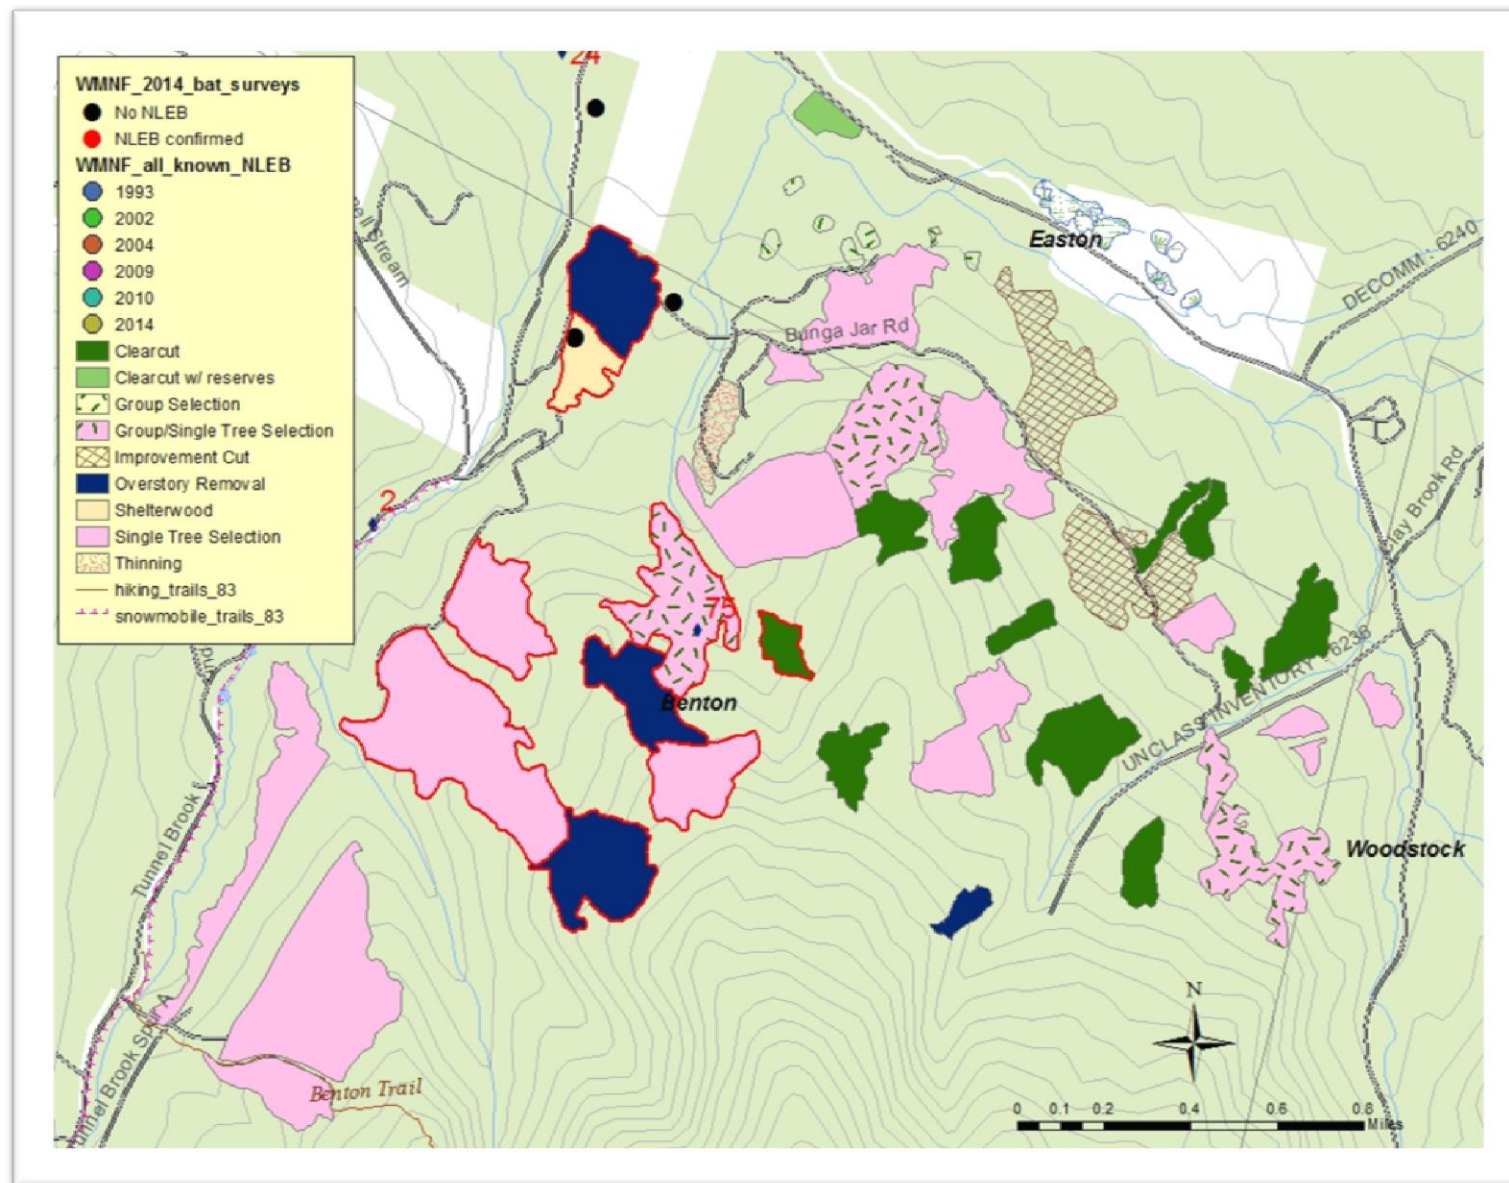 WMNF_2014_bat_surveys
No NLEB
NLEB confirmed
WMNF_all_known_NLEB
1993
2002
2004
2009
2010
2014
Clearcut
Clearcut w/ reserves
Group Selection
Group/Single Tree Selection
Improvement Cut
Overstory Removal
Shelterwood
Single Tree Selection
Thinning
hiking_trails_83
snowmobile_trails_83
24
Stream
Easton
DECOMM - 6240
Bunga Jar Rd
2
Brook Rd
75
Benton
UNCLASS INVENTORY - 6238
Tunnel Brook
Woodstock
Brook Spur A
Benton Trail
N
0 0.1 0.2 0.4 0.6 0.8
Miles